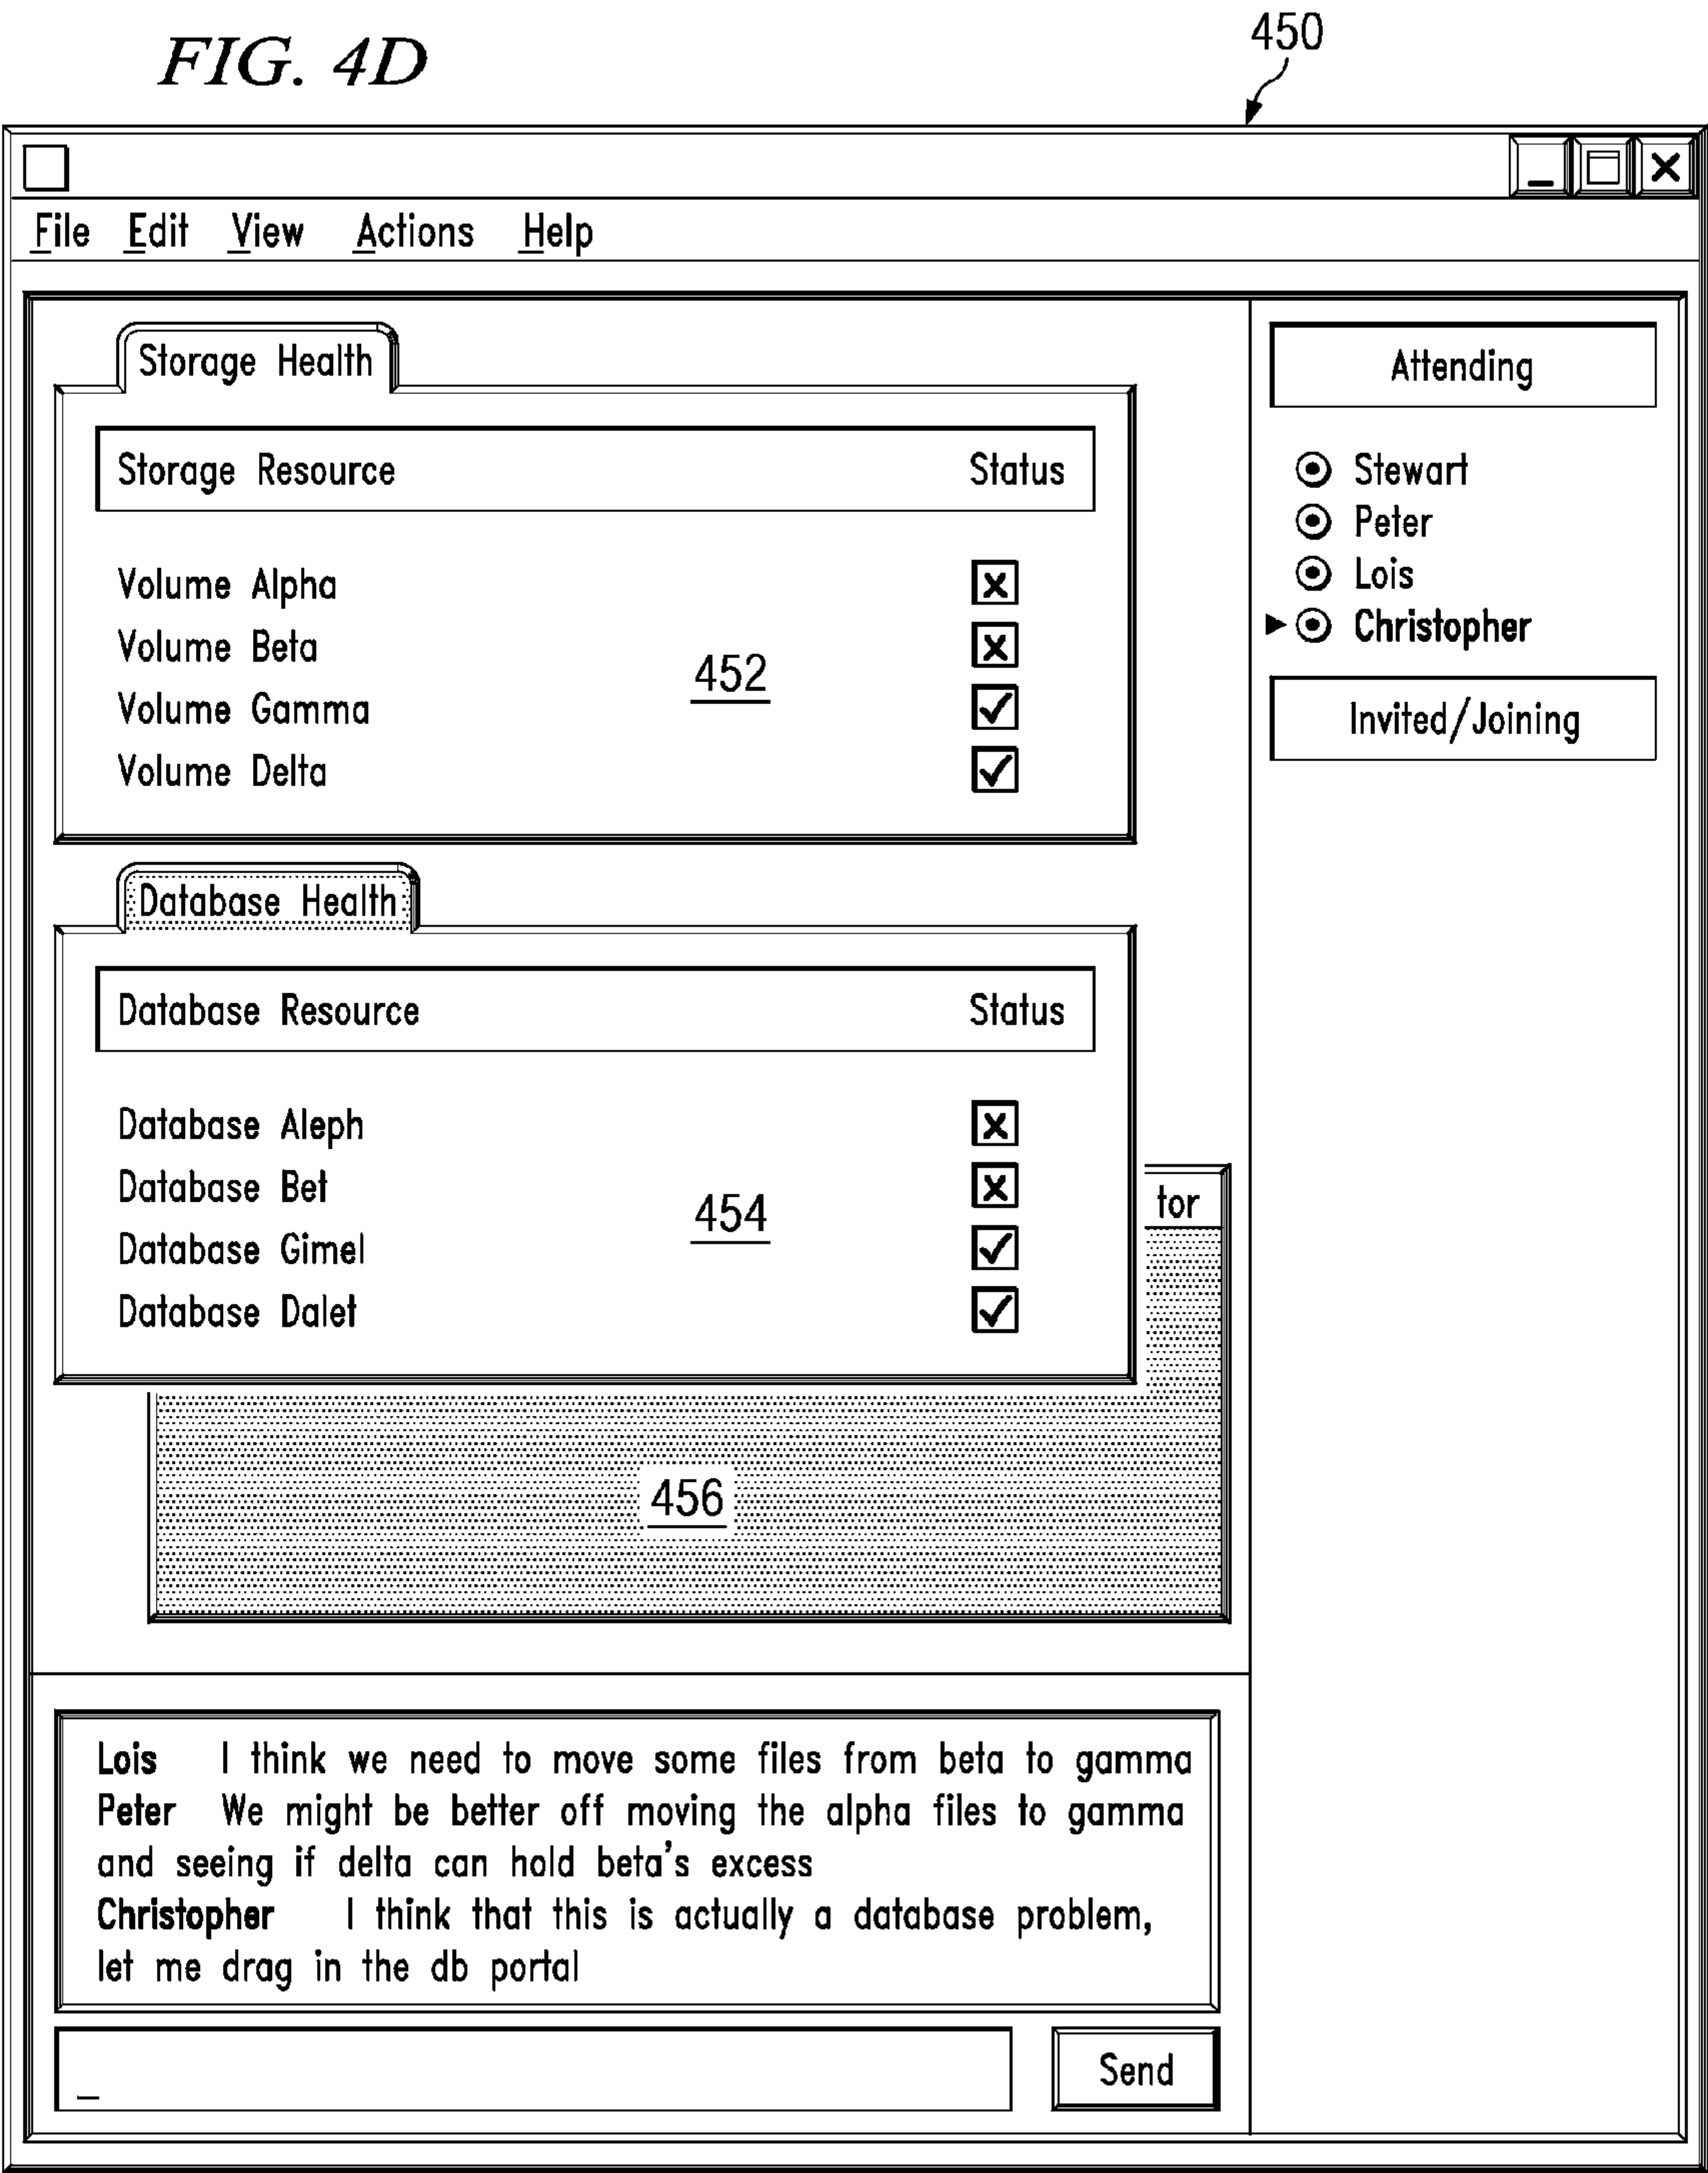 FIG. 4D
450
File Edit View Actions Help
Storage Health
Storage Resource Status
Volume Alpha
Volume Beta
Volume Gamma
Volume Delta
452
Database Health
Database Resource Status
Database Aleph
Database Bet
Database Gimel
Database Dalet
454
tor
456
Attending
Stewart
Peter
Lois
Christopher
Invited/Joining
Lois I think we need to move some files from beta to gamma
Peter We might be better off moving the alpha files to gamma
and seeing if delta can hold beta's excess
Christopher I think that this is actually a database problem,
let me drag in the db portal
_
Send